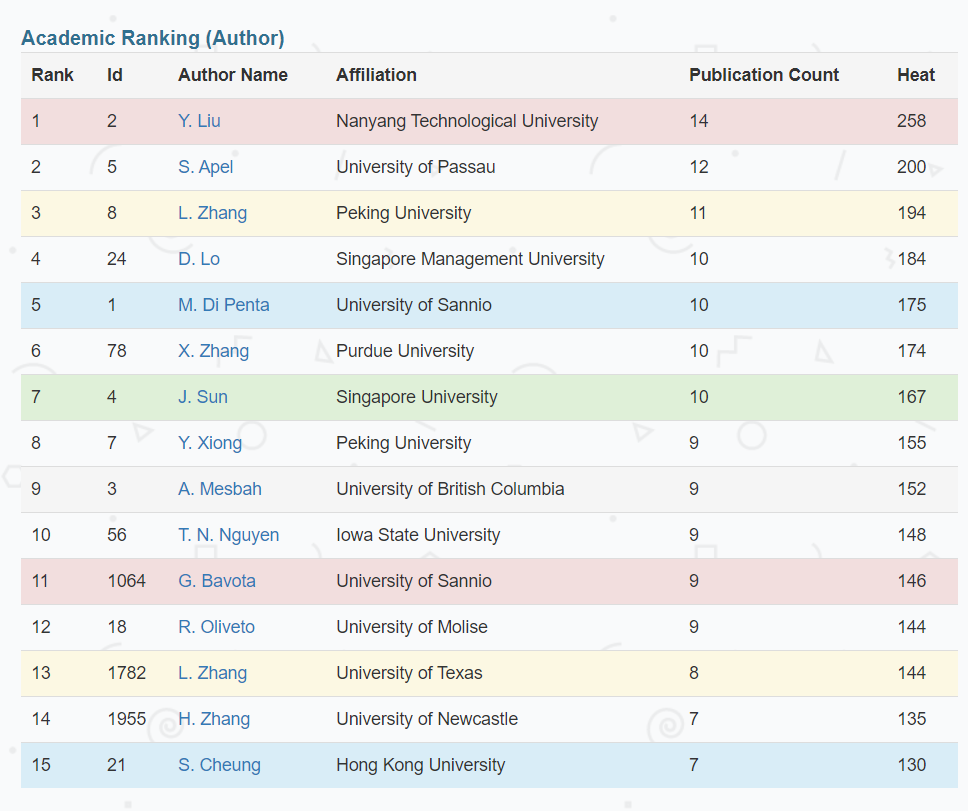 Academic Ranking (Author)
Rank Id Author Name Affiliation Publication Count Heat
1 2 Y. Liu Nanyang Technological University 14 258
2 5 S. Apel University of Passau 12 200
3 8 L. Zhang Peking University 11 194
4 24 D. Lo Singapore Management University 10 184
5 1 M. Di Penta University of Sannio 10 175
6 78 X. Zhang Purdue University 10 174
7 4 J. Sun Singapore University 10 167
8 7 Y. Xiong Peking University 9 155
9 3 A. Mesbah University of British Columbia 9 152
10 56 T. N. Nguyen Iowa State University 9 148
11 1064 G. Bavota University of Sannio 9 146
12 18 R. Oliveto University of Molise 9 144
13 1782 L. Zhang University of Texas 8 144
14 1955 H. Zhang University of Newcastle 7 135
15 21 S. Cheung Hong Kong University 7 130